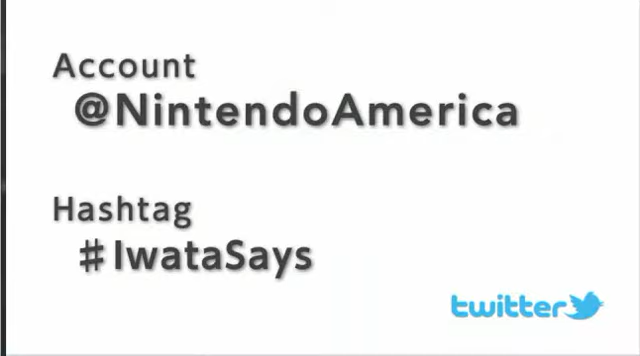 Account
@NintendoAmerica
Hashtag
#IwataSays
twitter